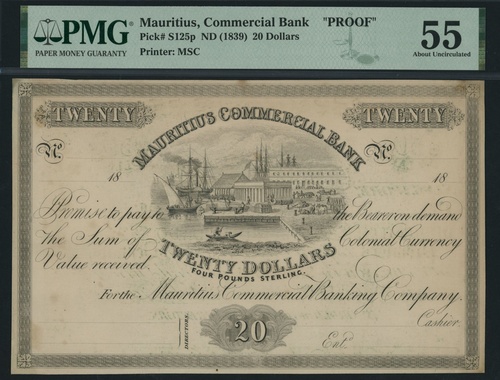 PMG
PAPER MONEY GUARANTY
Mauritius, Commercial Bank "PROOF"
Pick# S125p ND (1839) 20 Dollars
Printer: MSC
55
About Uncirculated
TWENTY TWENTY
MAURITIUS COMMERCIAL BANK
No. No.
18 18
I Promise to pay to the Bearer on demand
the Sum of Colonial Currency
TWENTY DOLLARS
FOUR POUNDS STERLING.
Value received.
For the Mauritius Commercial Banking Company.
Cashier.
DIRECTORS.
20
Entd.